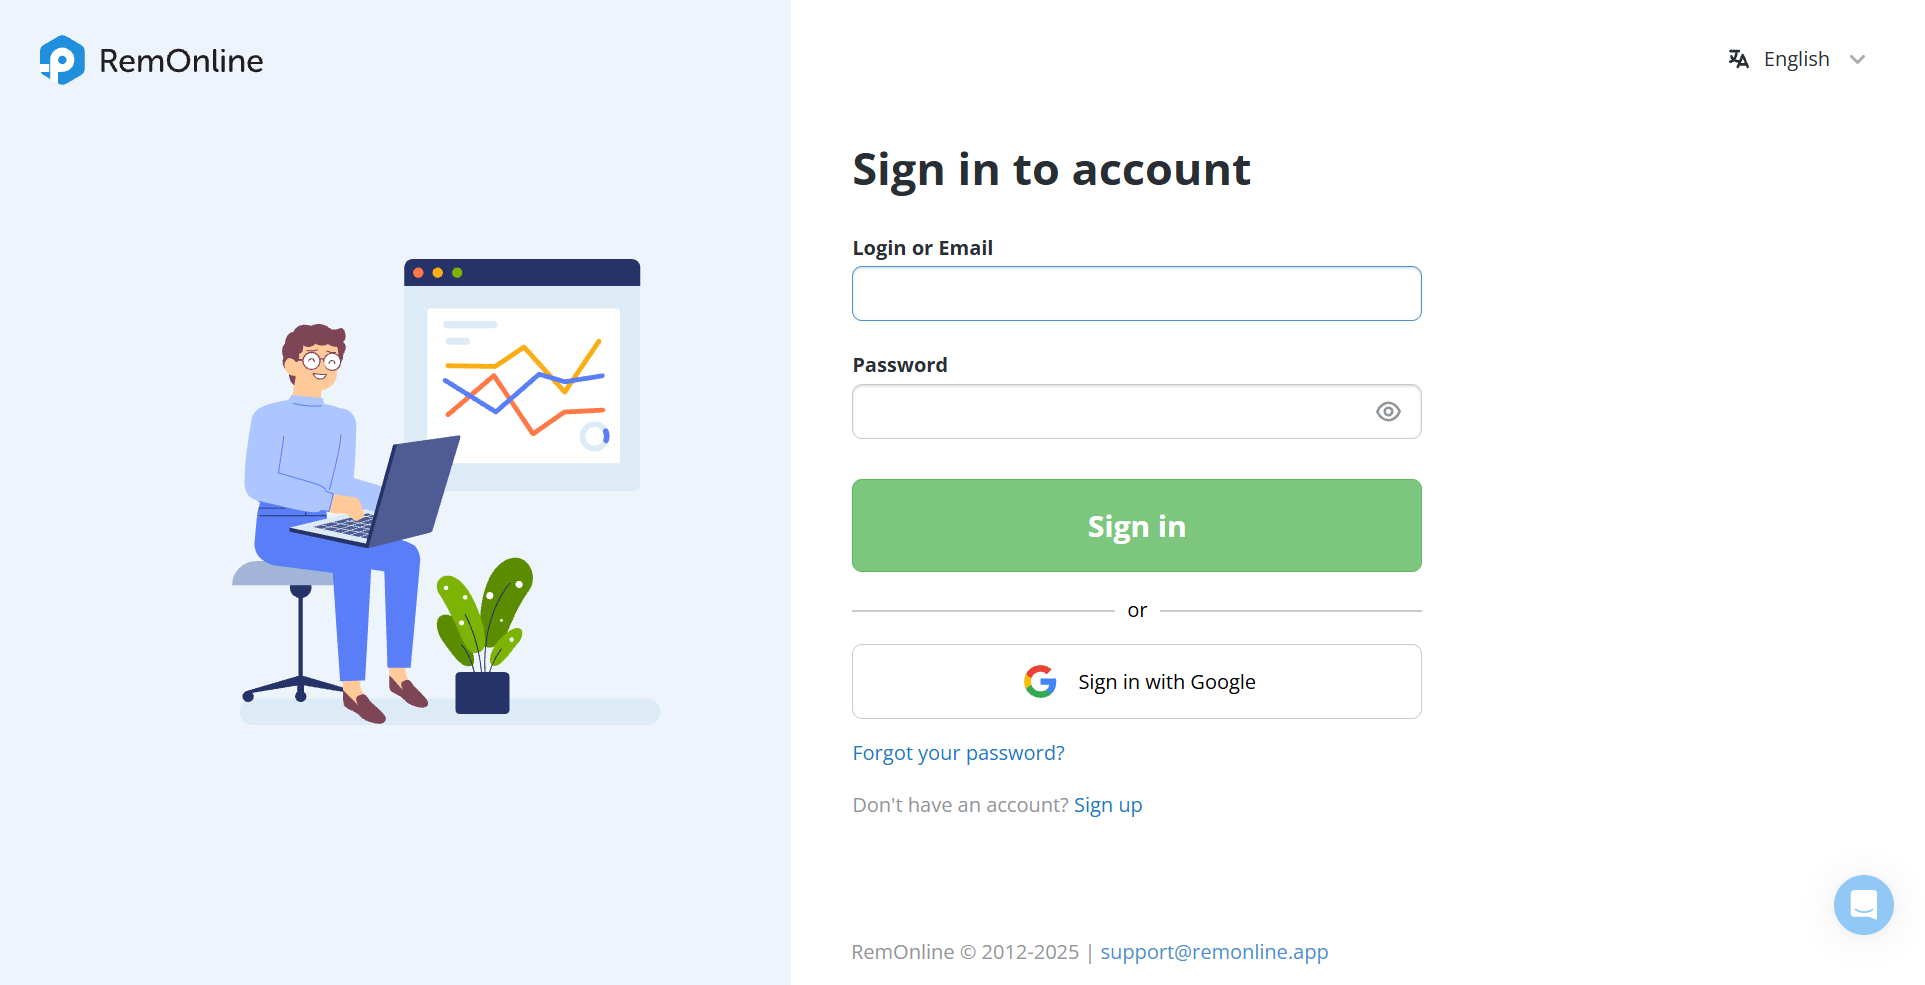 RemOnline
English
Sign in to account
Login or Email
Password
Sign in
or
Sign in with Google
Forgot your password?
Don't have an account? Sign up
RemOnline © 2012-2025 | support@remonline.app